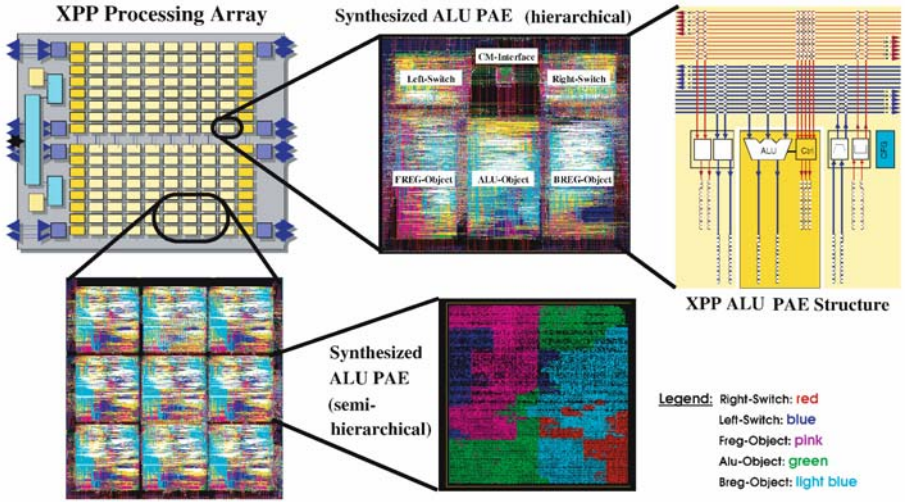 XPP Processing Array
Synthesized ALU PAE (hierarchical)
CM-Interface
Left-Switch
Right-Switch
FREG-Object
ALU-Object
BREG-Object
ALU
Ctrl
CFG
XPP ALU PAE Structure
Synthesized
ALU PAE
(semi-
hierarchical)
Legend: Right-Switch: red
Left-Switch: blue
Freg-Object: pink
Alu-Object: green
Breg-Object: light blue